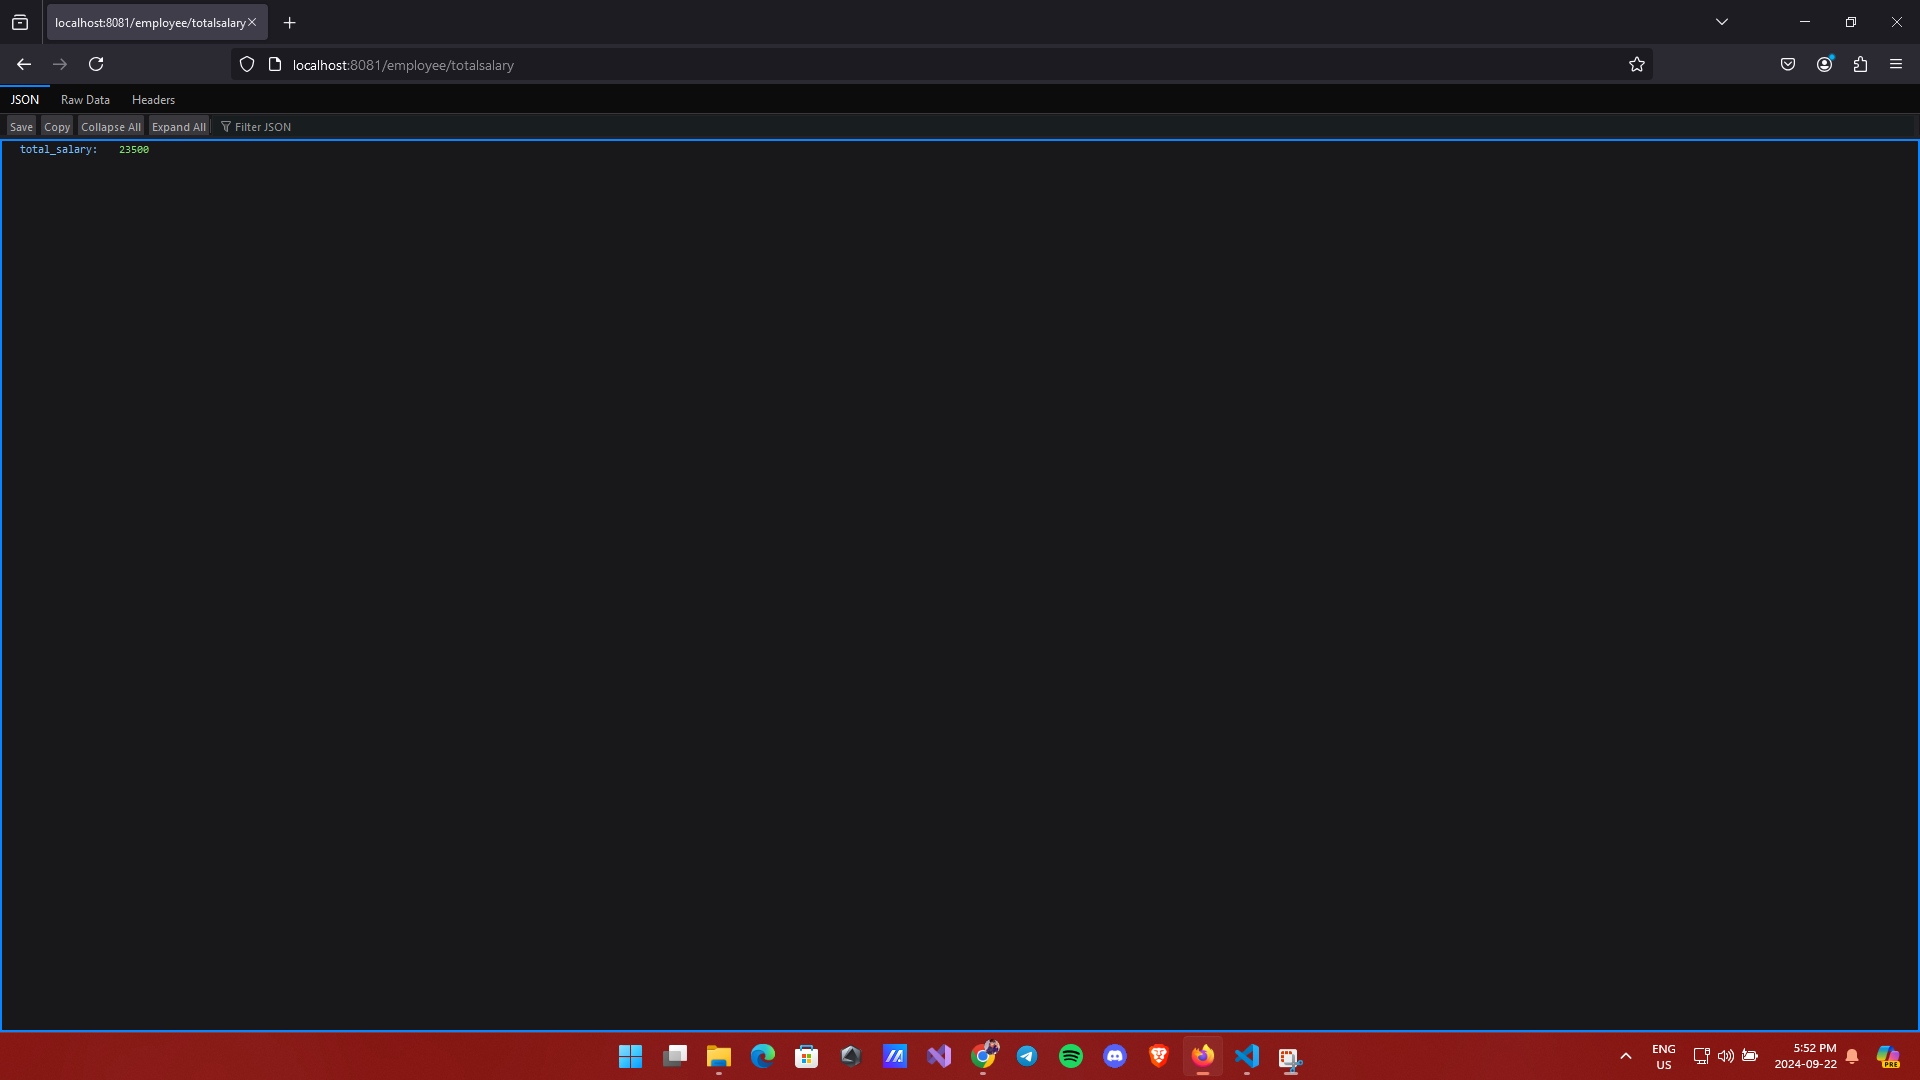 localhost:8081/employee/totalsalary
localhost:8081/employee/totalsalary
JSON Raw Data Headers
Save Copy Collapse All Expand All Filter JSON
total_salary: 23500
ENG
US
5:52 PM
2024-09-22
PRE